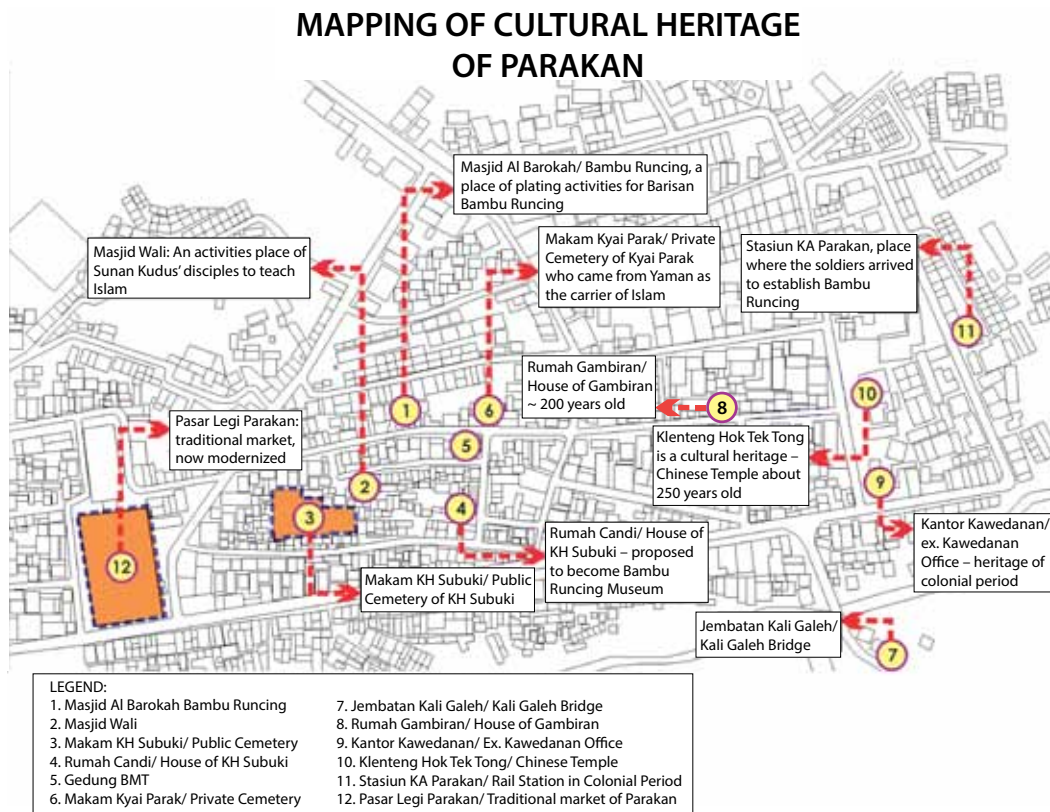 MAPPING OF CULTURAL HERITAGE
OF PARAKAN
Masjid Al Barokah/ Bambu Runcing, a
place of plating activities for Barisan
Bambu Runcing
Masjid Wali: An activities place of
Sunan Kudus' disciples to teach
Islam
Makam Kyai Parak/ Private
Cemetery of Kyai Parak
who came from Yaman as
the carrier of Islam
Stasiun KA Parakan, place
where the soldiers arrived
to establish Bambu
Runcing
11
Rumah Gambiran/
House of Gambiran
~ 200 years old
8
10
1
6
5
Pasar Legi Parakan:
traditional market,
now modernized
Klenteng Hok Tek Tong
is a cultural heritage –
Chinese Temple about
250 years old
2
9
4
3
Kantor Kawedanan/
ex. Kawedanan
Office – heritage of
colonial period
Rumah Candi/ House of
KH Subuki – proposed
to become Bambu
Runcing Museum
12
Makam KH Subuki/ Public
Cemetery of KH Subuki
Jembatan Kali Galeh/
Kali Galeh Bridge
7
LEGEND:
1. Masjid Al Barokah Bambu Runcing
2. Masjid Wali
3. Makam KH Subuki/ Public Cemetery
4. Rumah Candi/ House of KH Subuki
5. Gedung BMT
6. Makam Kyai Parak/ Private Cemetery
7. Jembatan Kali Galeh/ Kali Galeh Bridge
8. Rumah Gambiran/ House of Gambiran
9. Kantor Kawedanan/ Ex. Kawedanan Office
10. Klenteng Hok Tek Tong/ Chinese Temple
11. Stasiun KA Parakan/ Rail Station in Colonial Period
12. Pasar Legi Parakan/ Traditional market of Parakan